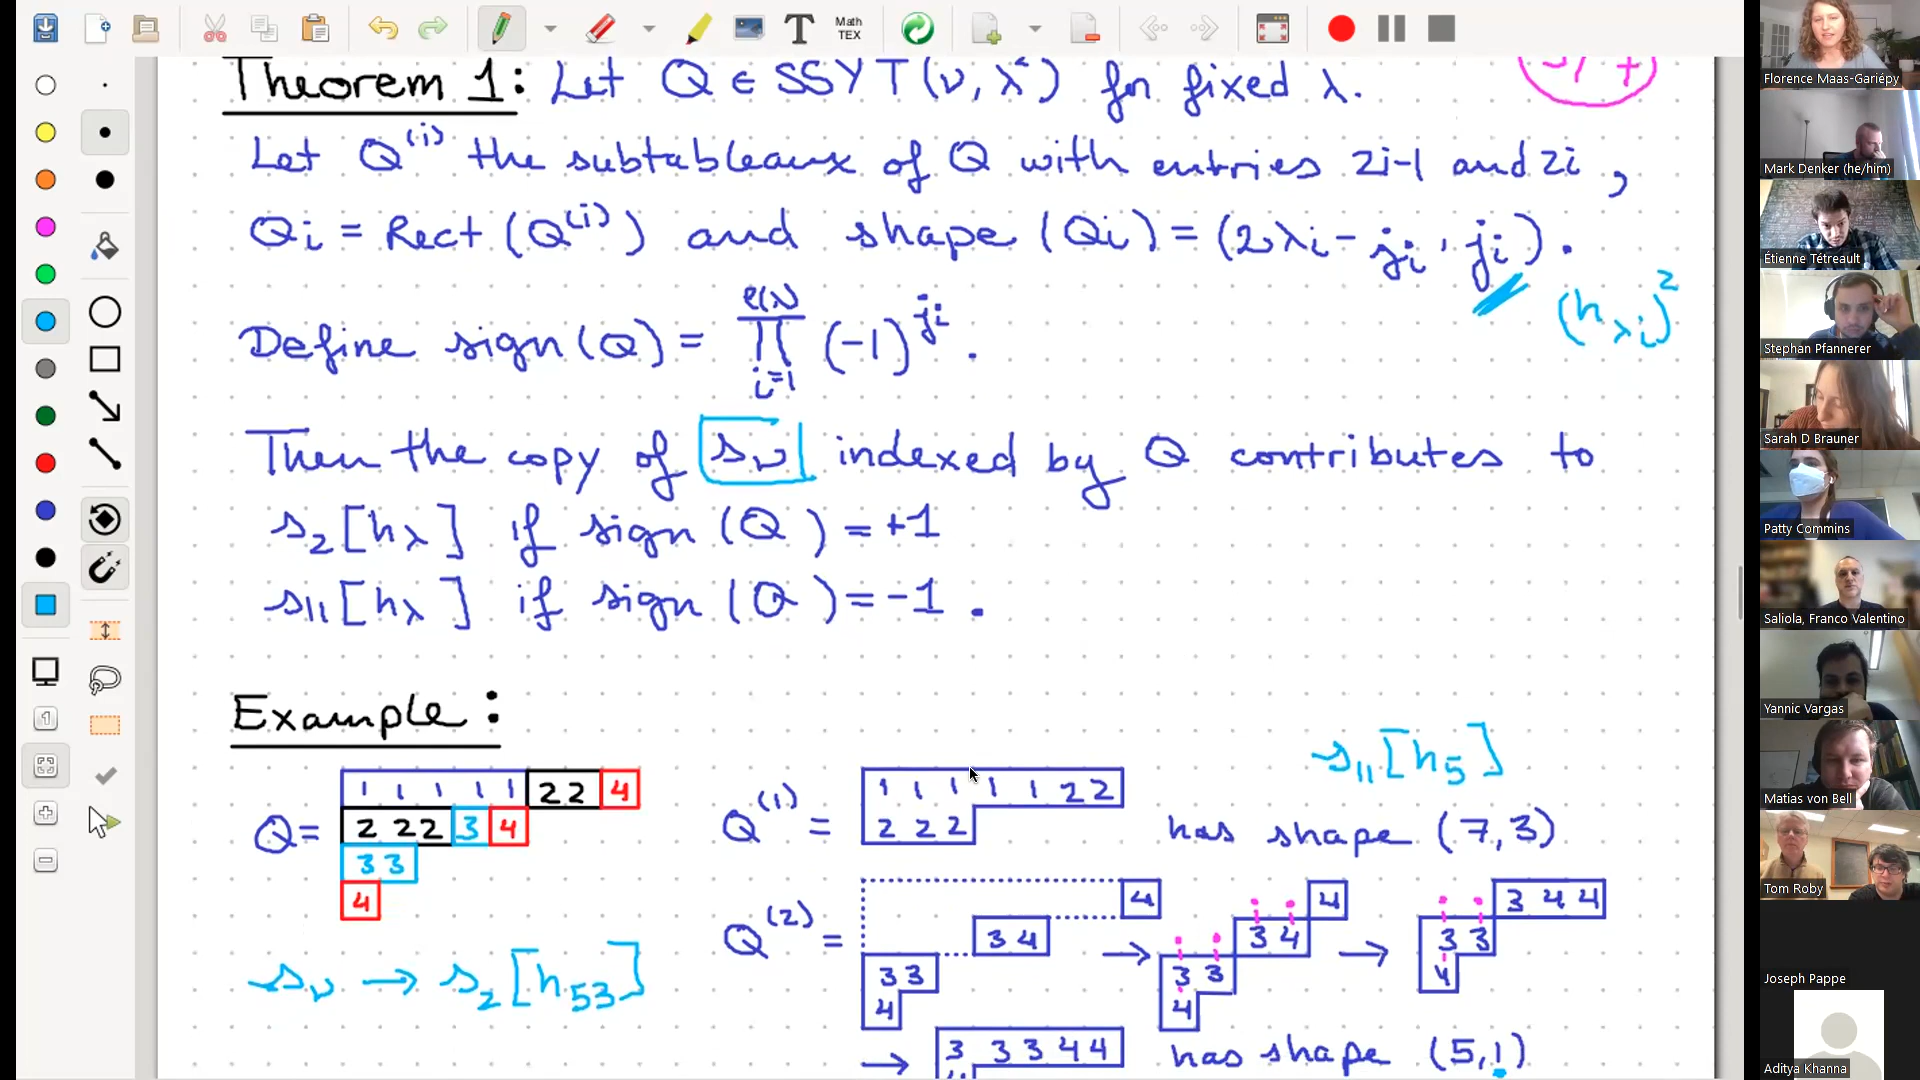 Math TEX
Theorem 1: Let Q ∈ SSYT(ν, λ²) for fixed λ.
Let Q⁽ⁱ⁾ the subtableaux of Q with entries 2i-1 and 2i,
Qi = Rect(Q⁽ⁱ⁾) and shape(Qi) = (2λi - ji, ji).
(hλi)²
Define sign(Q) = ∏ i=1 ℓ(λ) (-1)^ji.
Then the copy of sν indexed by Q contributes to
s2[hλ] if sign(Q) = +1
s11[hλ] if sign(Q) = -1.
Example:
s11[h5]
Q =
1 1 1 1 1 2 2 4
2 2 2 3 4
3 3
4
Q⁽¹⁾ =
1 1 1 1 1 2 2
2 2 2
has shape (7,3)
Q⁽²⁾ =
4
3 4
3 3
4
→
4
3 4
3 3
4
→
3 4 4
3 3
4
sν → s2[h53]
→ 3 3 3 4 4
has shape (5,1)
Florence Maas-Gariépy
Mark Denker (he/him)
Étienne Tétreault
Stephan Pfannerer
Sarah D Brauner
Patty Commins
Saliola, Franco Valentino
Yannic Vargas
Matias von Bell
Tom Roby
Joseph Pappe
Aditya Khanna